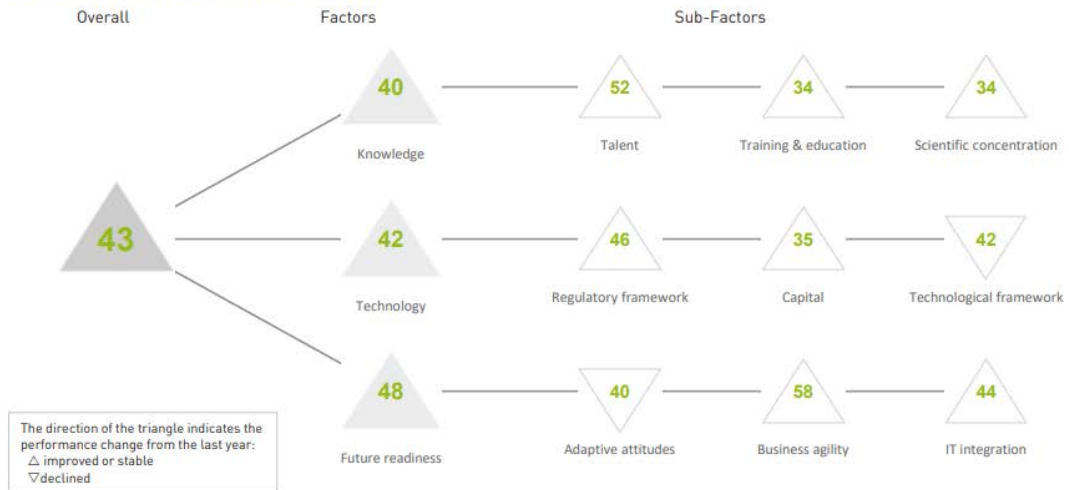 Overall Factors Sub-Factors
40 52 34 34
Knowledge Talent Training & education Scientific concentration
43
42 46 35 42
Technology Regulatory framework Capital Technological framework
48 40 58 44
Future readiness Adaptive attitudes Business agility IT integration
The direction of the triangle indicates the
performance change from the last year:
△ improved or stable
▽declined